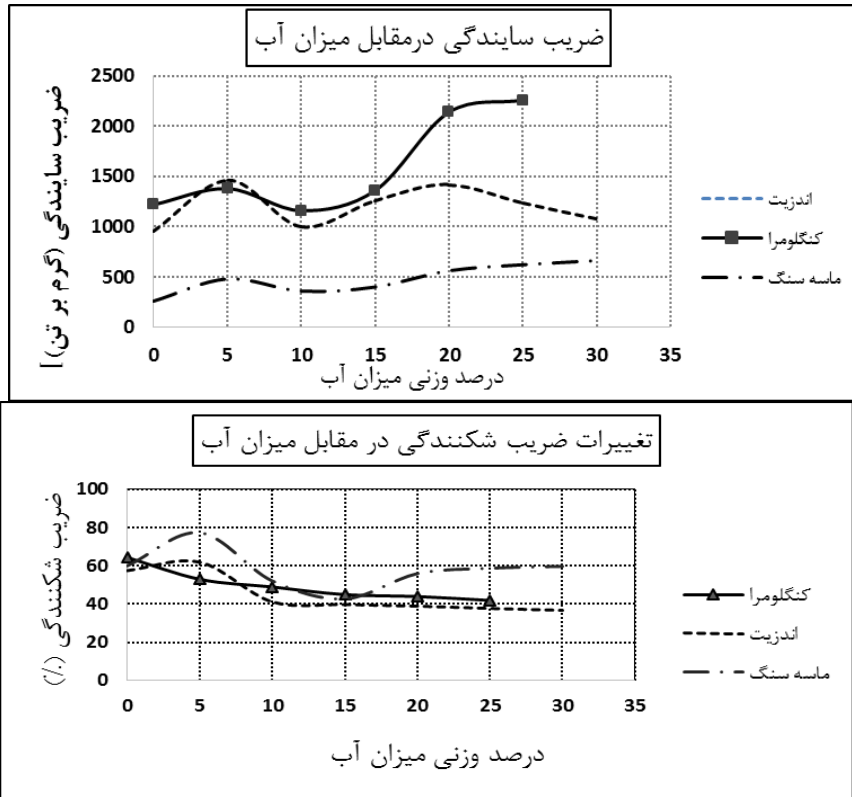 ضریب سایندگی درمقابل میزان آب
ضریب سایندگی (گرم بر تن)]
2500
2000
1500
1000
500
0
0 5 10 15 20 25 30 35
درصد وزنی میزان آب
اندزیت
کنگلومرا
ماسه سنگ
تغییرات ضریب شکنندگی در مقابل میزان آب
ضریب شکنندگی (٪)
100
80
60
40
20
0
0 5 10 15 20 25 30 35
درصد وزنی میزان آب
کنگلومرا
اندزیت
ماسه سنگ